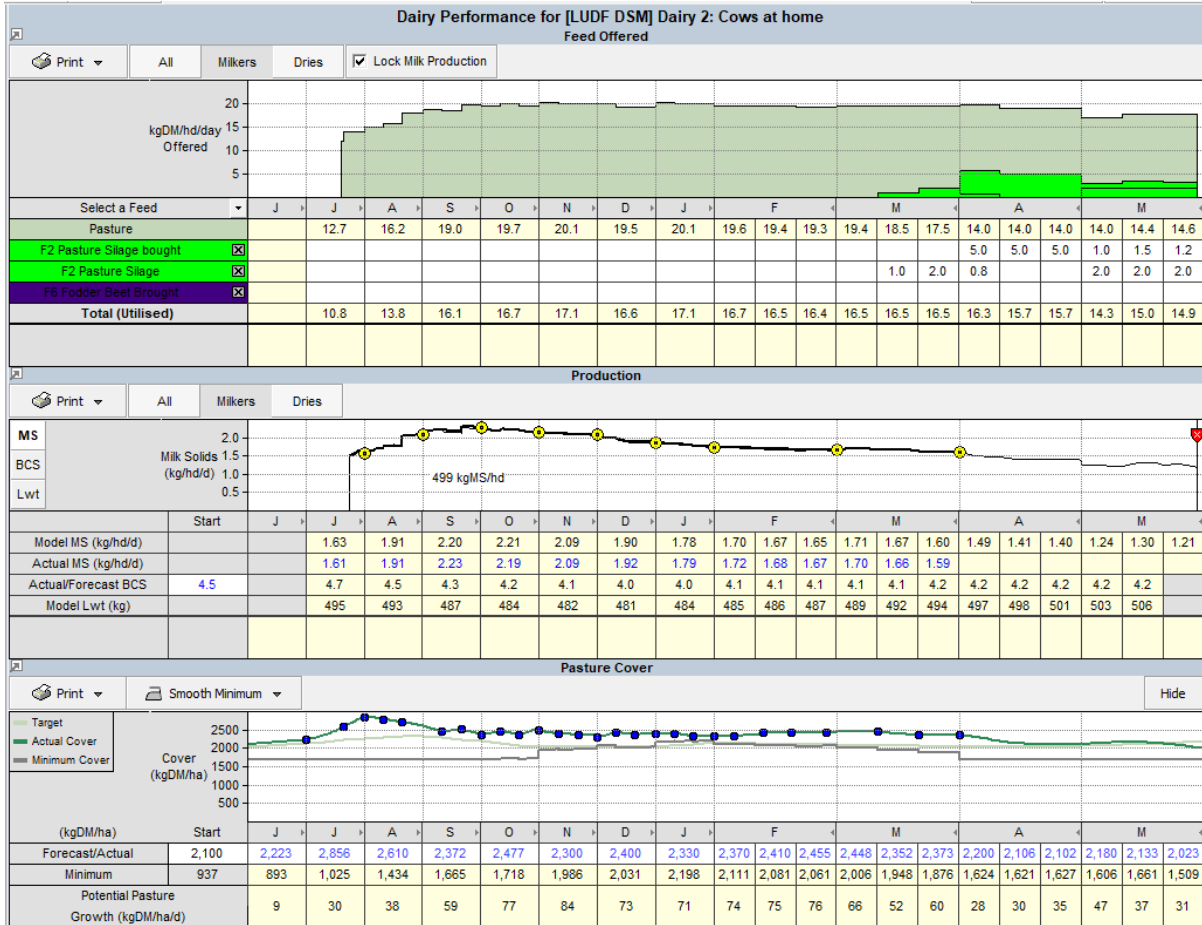 Dairy Performance for [LUDF DSM] Dairy 2: Cows at home
Feed Offered
Print All Milkers Dries Lock Milk Production
20
kgDM/hd/day 15
Offered 10
5
Select a Feed J J A S O N D J F M A M
Pasture 12.7 16.2 19.0 19.7 20.1 19.5 20.1 19.6 19.4 19.3 19.4 18.5 17.5 14.0 14.0 14.0 14.0 14.4 14.6
F2 Pasture Silage bought 5.0 5.0 5.0 1.0 1.5 1.2
F2 Pasture Silage 1.0 2.0 0.8 2.0 2.0 2.0
F6 Fodder Beet Brought
Total (Utilised) 10.8 13.8 16.1 16.7 17.1 16.6 17.1 16.7 16.5 16.4 16.5 16.5 16.5 16.3 15.7 15.7 14.3 15.0 14.9
Production
Print All Milkers Dries
MS
BCS
Lwt
2.0
Milk Solids 1.5
(kg/hd/d) 1.0
0.5
499 kgMS/hd
Start J J A S O N D J F M A M
Model MS (kg/hd/d) 1.63 1.91 2.20 2.21 2.09 1.90 1.78 1.70 1.67 1.65 1.71 1.67 1.60 1.49 1.41 1.40 1.24 1.30 1.21
Actual MS (kg/hd/d) 1.61 1.91 2.23 2.19 2.09 1.92 1.79 1.72 1.68 1.67 1.70 1.66 1.59
Actual/Forecast BCS 4.5 4.7 4.5 4.3 4.2 4.1 4.0 4.0 4.1 4.1 4.1 4.1 4.1 4.2 4.2 4.2 4.2 4.2 4.2
Model Lwt (kg) 495 493 487 484 482 481 484 485 486 487 489 492 494 497 498 501 503 506
Pasture Cover
Print Smooth Minimum Hide
Target
Actual Cover
Minimum Cover
2500
Cover 2000
(kgDM/ha) 1500
1000
500
(kgDM/ha) Start J J A S O N D J F M A M
Forecast/Actual 2,100 2,223 2,856 2,610 2,372 2,477 2,300 2,400 2,330 2,370 2,410 2,455 2,448 2,352 2,373 2,200 2,106 2,102 2,180 2,133 2,023
Minimum 937 893 1,025 1,434 1,665 1,718 1,986 2,031 2,198 2,111 2,081 2,061 2,006 1,948 1,876 1,624 1,621 1,627 1,606 1,661 1,509
Potential Pasture
Growth (kgDM/ha/d) 9 30 38 59 77 84 73 71 74 75 76 66 52 60 28 30 35 47 37 31